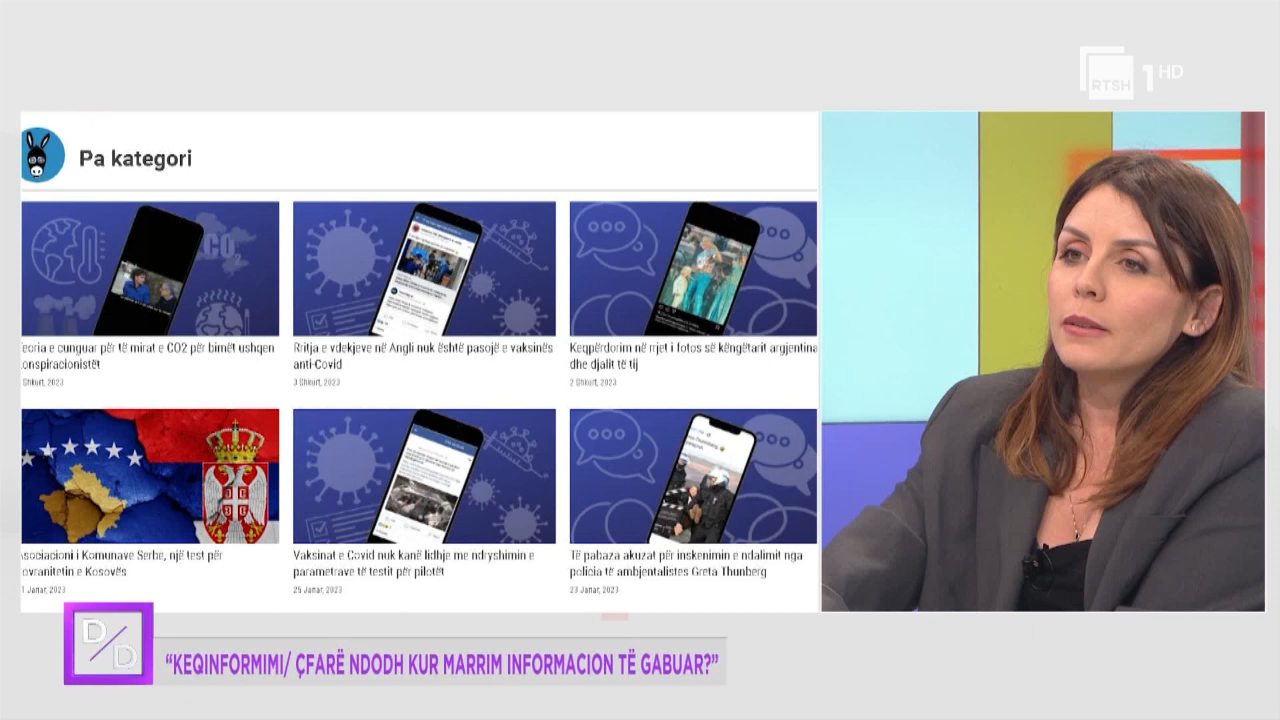 RTSH 1 HD
Pa kategori
eoria e cunguar për të mirat e CO2 për bimët ushqen
onspiracionistët
Shkurt, 2023
Rritja e vdekjeve në Angli nuk është pasojë e vaksinës
anti-Covid
3 Shkurt, 2023
Keqpërdorim në rrjet i fotos së këngëtarit argjentina
dhe djalit të tij
2 Shkurt, 2023
CO2
sociacioni i Komunave Serbe, një test për
ovranitetin e Kosovës
1 Janar, 2023
Vaksinat e Covid nuk kanë lidhje me ndryshimin e
parametrave të testit për pilotët
25 Janar, 2023
Të pabaza akuzat për inskenimin e ndalimit nga
policia të ambjentalistes Greta Thunberg
23 Janar, 2023
D/D
“KEQINFORMIMI/ ÇFARË NDODH KUR MARRIM INFORMACION TË GABUAR?”